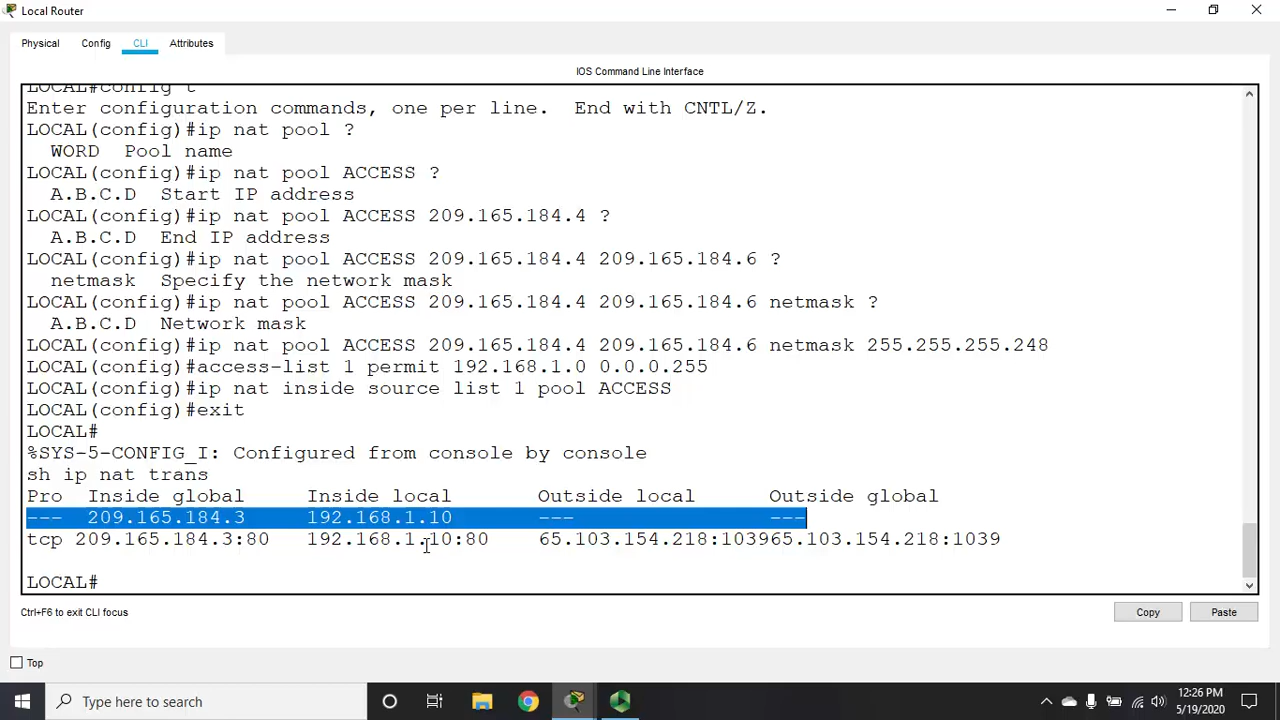 Local Router
Physical Config CLI Attributes
IOS Command Line Interface
LOCAL#config t
Enter configuration commands, one per line.  End with CNTL/Z.
LOCAL(config)#ip nat pool ?
  WORD  Pool name
LOCAL(config)#ip nat pool ACCESS ?
  A.B.C.D  Start IP address
LOCAL(config)#ip nat pool ACCESS 209.165.184.4 ?
  A.B.C.D  End IP address
LOCAL(config)#ip nat pool ACCESS 209.165.184.4 209.165.184.6 ?
  netmask  Specify the network mask
LOCAL(config)#ip nat pool ACCESS 209.165.184.4 209.165.184.6 netmask ?
  A.B.C.D  Network mask
LOCAL(config)#ip nat pool ACCESS 209.165.184.4 209.165.184.6 netmask 255.255.255.248
LOCAL(config)#access-list 1 permit 192.168.1.0 0.0.0.255
LOCAL(config)#ip nat inside source list 1 pool ACCESS
LOCAL(config)#exit
LOCAL#
%SYS-5-CONFIG_I: Configured from console by console
sh ip nat trans
Pro  Inside global     Inside local       Outside local      Outside global
---  209.165.184.3     192.168.1.10       ---                ---
tcp 209.165.184.3:80   192.168.1.10:80    65.103.154.218:103965.103.154.218:1039
LOCAL#
Ctrl+F6 to exit CLI focus
Copy Paste
Top
Type here to search
12:26 PM
5/19/2020